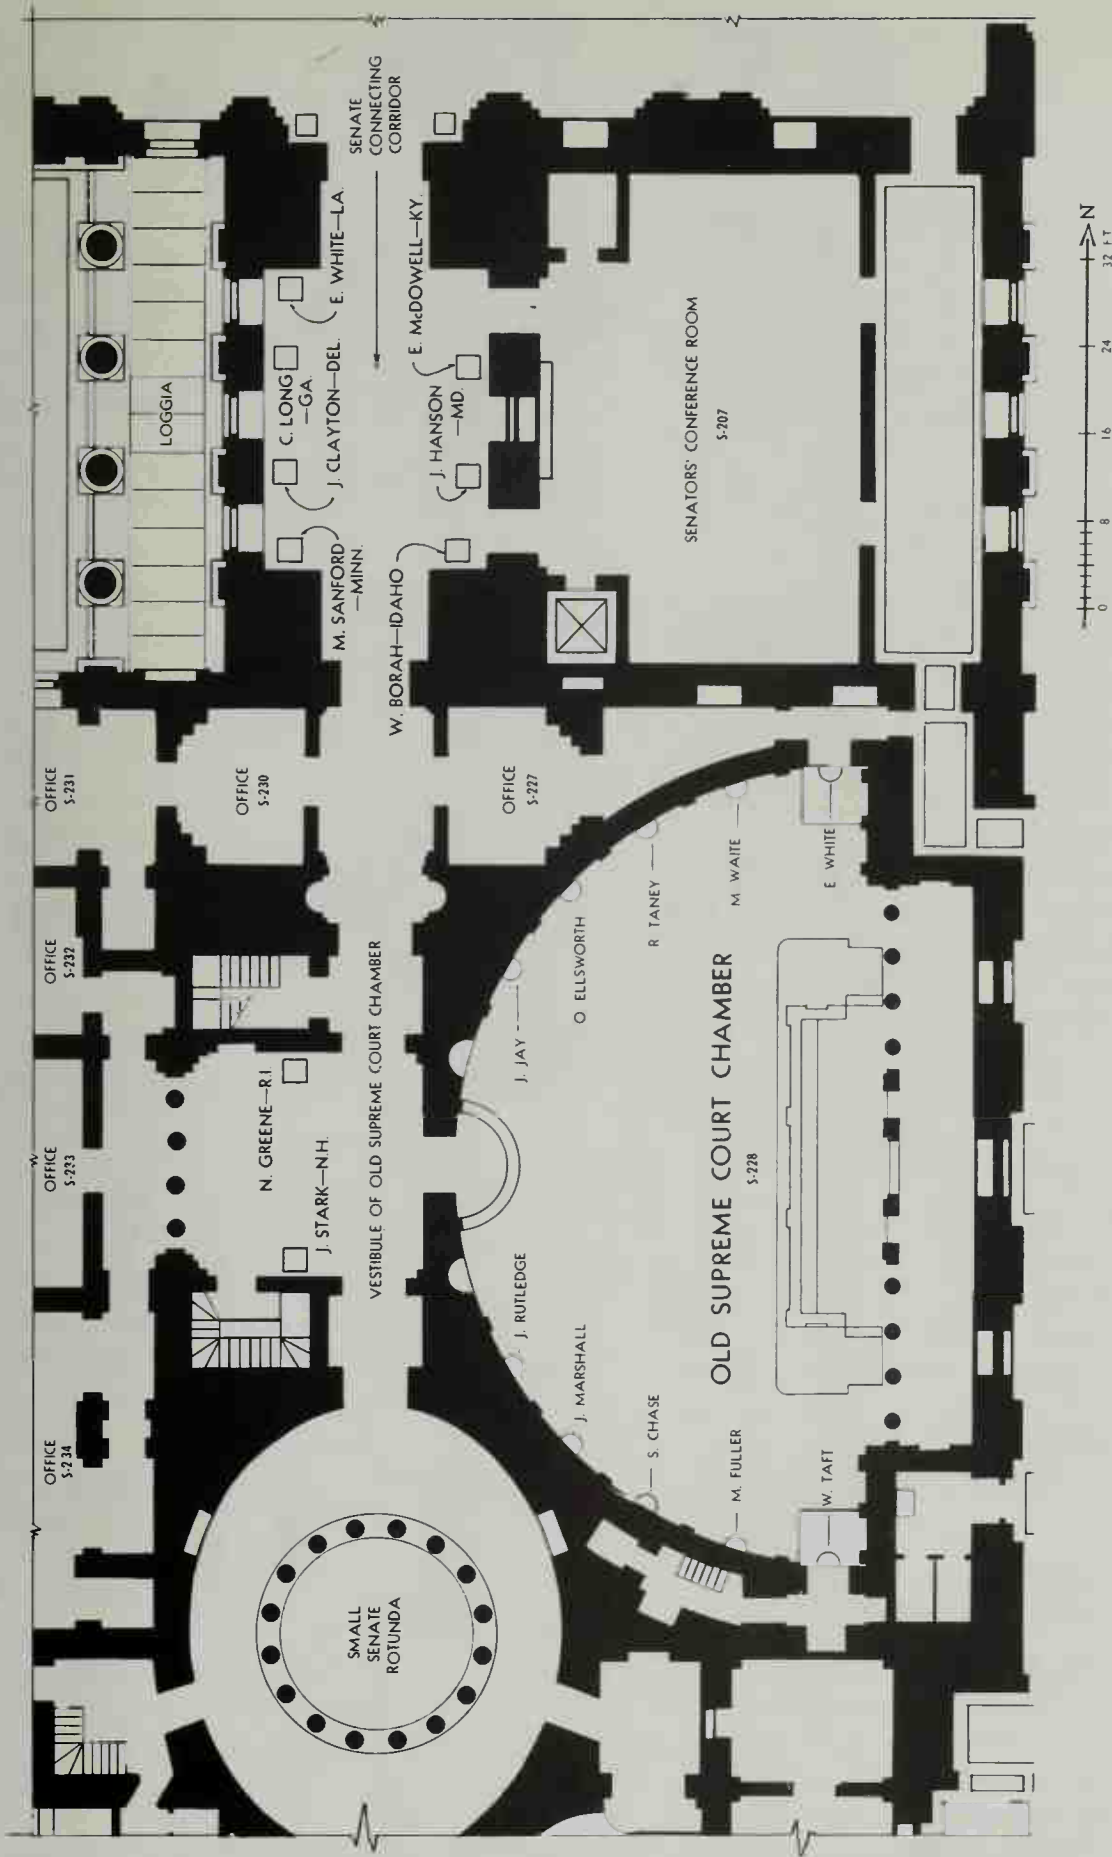 OFFICE
S-234
OFFICE
S-233
OFFICE
S-232
OFFICE
S-231
LOGGIA
OFFICE
S-230
N. GREENE—R.I.
J. STARK—N.H.
M. SANFORD
—MINN.
C. LONG
—GA.
J. CLAYTON—DEL.
E. WHITE—LA.
SENATE
CONNECTING
CORRIDOR
SMALL
SENATE
ROTUNDA
VESTIBULE OF OLD SUPREME COURT CHAMBER
W. BORAH—IDAHO
J. HANSON
—MD.
E. McDOWELL—KY.
OFFICE
S-227
J. RUTLEDGE
J. JAY
J. MARSHALL
O ELLSWORTH
S. CHASE
R TANEY
M. FULLER
M WAITE
OLD SUPREME COURT CHAMBER
S-228
SENATORS' CONFERENCE ROOM
S-207
W. TAFT
E WHITE
N
0 8 16 24 32 FT